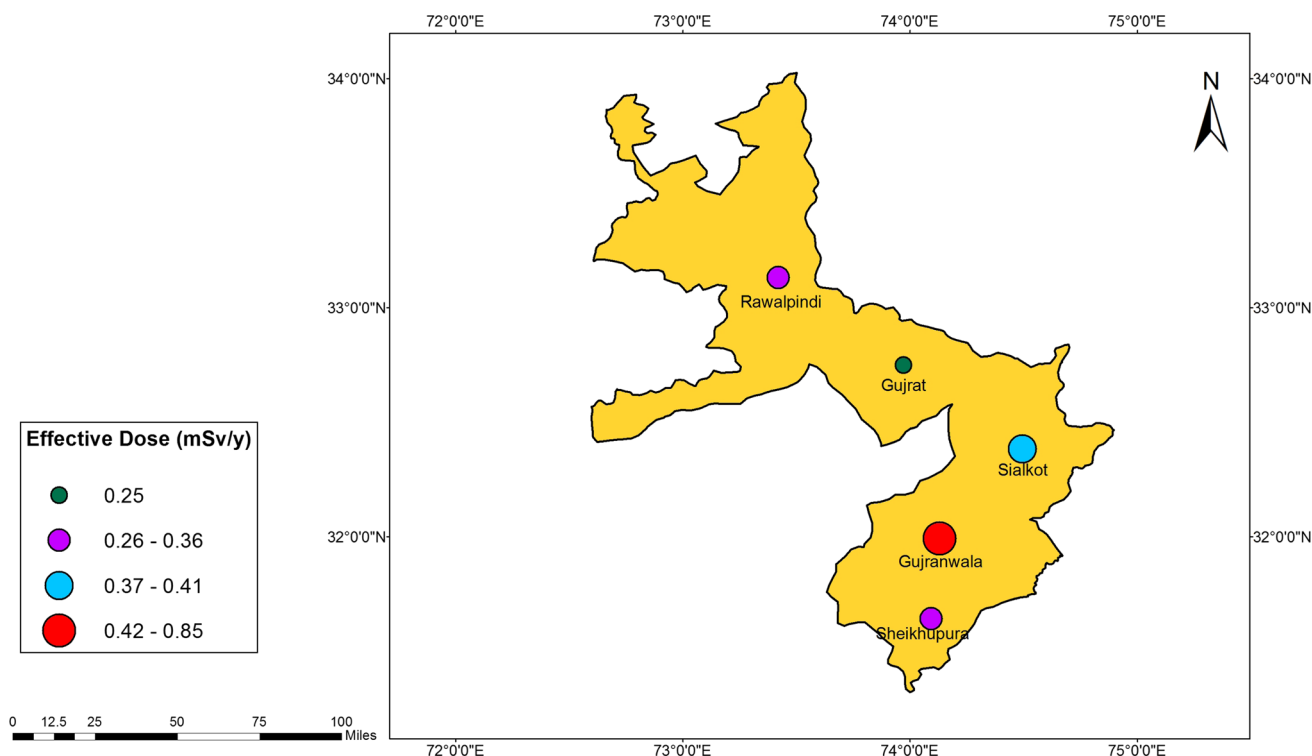 72°0'0"E
73°0'0"E
74°0'0"E
75°0'0"E
34°0'0"N
34°0'0"N
N
33°0'0"N
33°0'0"N
Rawalpindi
Gujrat
Effective Dose (mSv/y)
0.25
0.26 - 0.36
0.37 - 0.41
0.42 - 0.85
Sialkot
32°0'0"N
32°0'0"N
Gujranwala
Sheikhupura
0 12.5 25 50 75 100
Miles
72°0'0"E
73°0'0"E
74°0'0"E
75°0'0"E